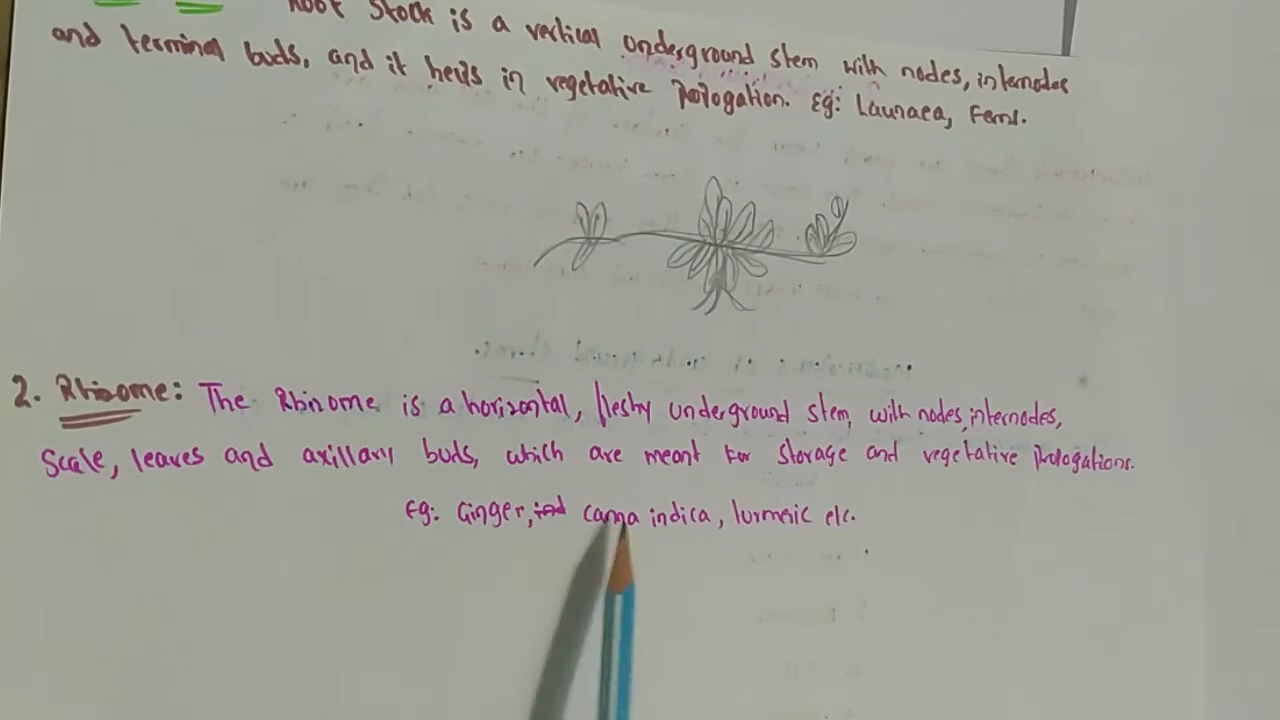 Root Stock is a vertical underground stem with nodes, internodes
and terminal buds, and it helps in vegetative Propogation. Eg: Launaea, Ferns.
2. Rhizome: The Rhizome is a horizontal, fleshy underground stem, with nodes, internodes,
Scale, leaves and axillary buds, which are meant for Storage and vegetative Propogations.
Eg: Ginger, canna indica, turmeric etc.